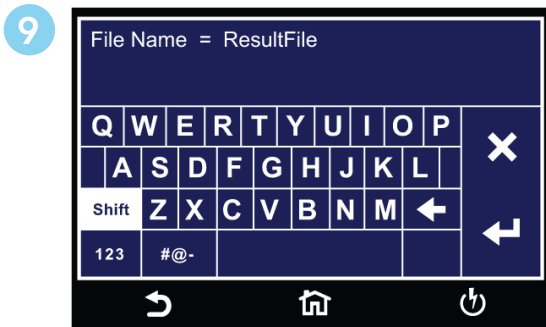 9
File Name = ResultFile
Q W E R T Y U I O P
A S D F G H J K L
Shift Z X C V B N M
123 #@-